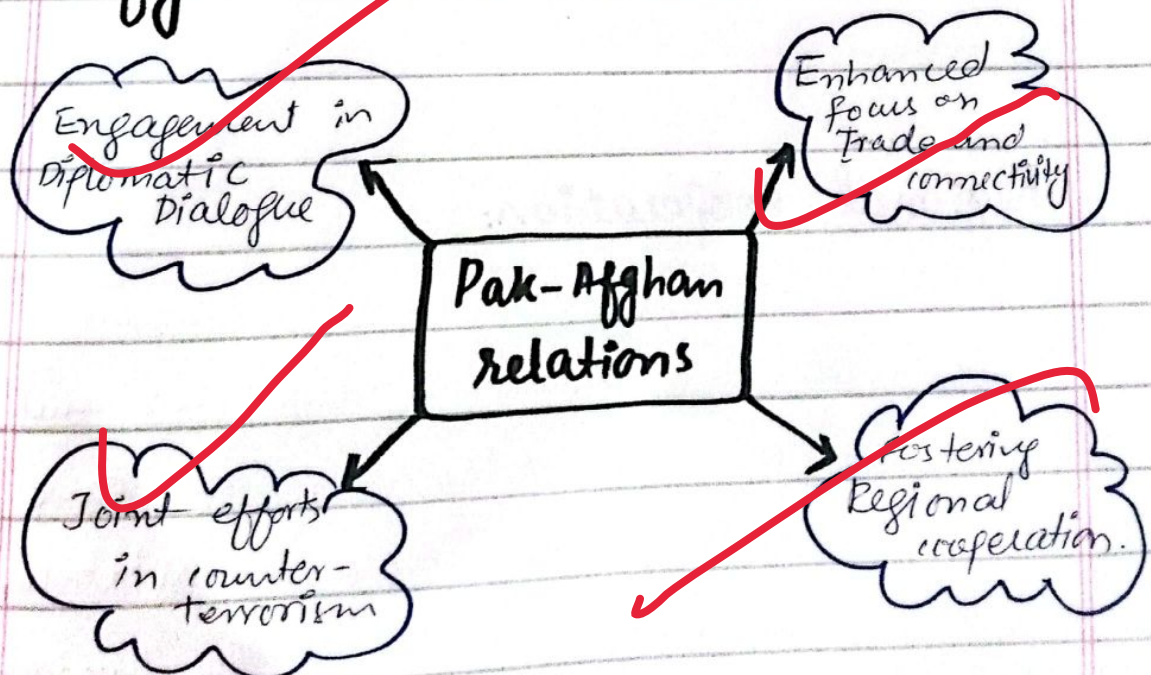 Engagement in
Diplomatic
Dialogue
Enhanced
focus on
Trade and
connectivity
Pak-Afghan
relations
Joint efforts
in counter-
terrorism
Fostering
Regional
cooperation.